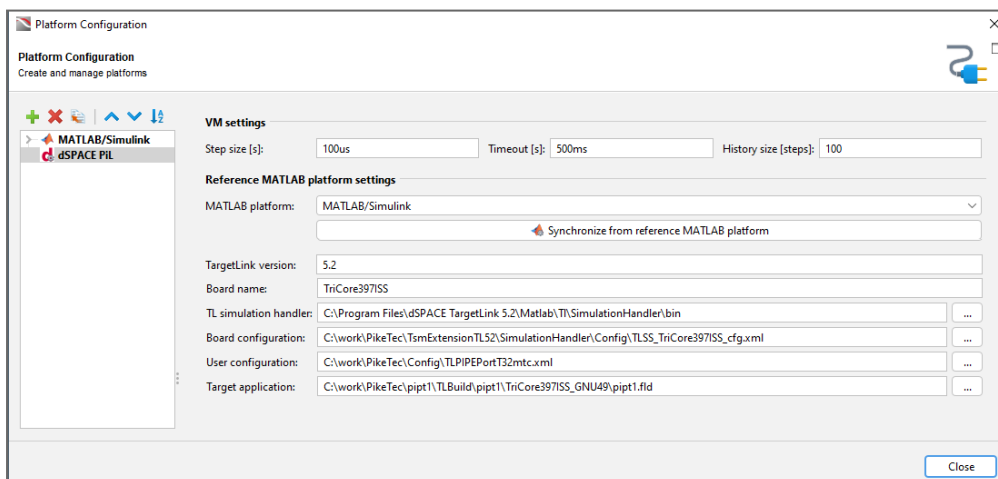 Platform Configuration
Platform Configuration
Create and manage platforms
MATLAB/Simulink
dSPACE PiL
VM settings
Step size [s]: 100us Timeout [s]: 500ms History size [steps]: 100
Reference MATLAB platform settings
MATLAB platform: MATLAB/Simulink
Synchronize from reference MATLAB platform
TargetLink version: 5.2
Board name: TriCore397ISS
TL simulation handler: C:\Program Files\dSPACE TargetLink 5.2\Matlab\Tl\SimulationHandler\bin ...
Board configuration: C:\work\PikeTec\TsmExtensionTL52\SimulationHandler\Config\TLSS_TriCore397ISS_cfg.xml ...
User configuration: C:\work\PikeTec\Config\TLPIPEPortT32mtc.xml ...
Target application: C:\work\PikeTec\pipt1\TLBuild\pipt1\TriCore397ISS_GNU49\pipt1.fld ...
Close